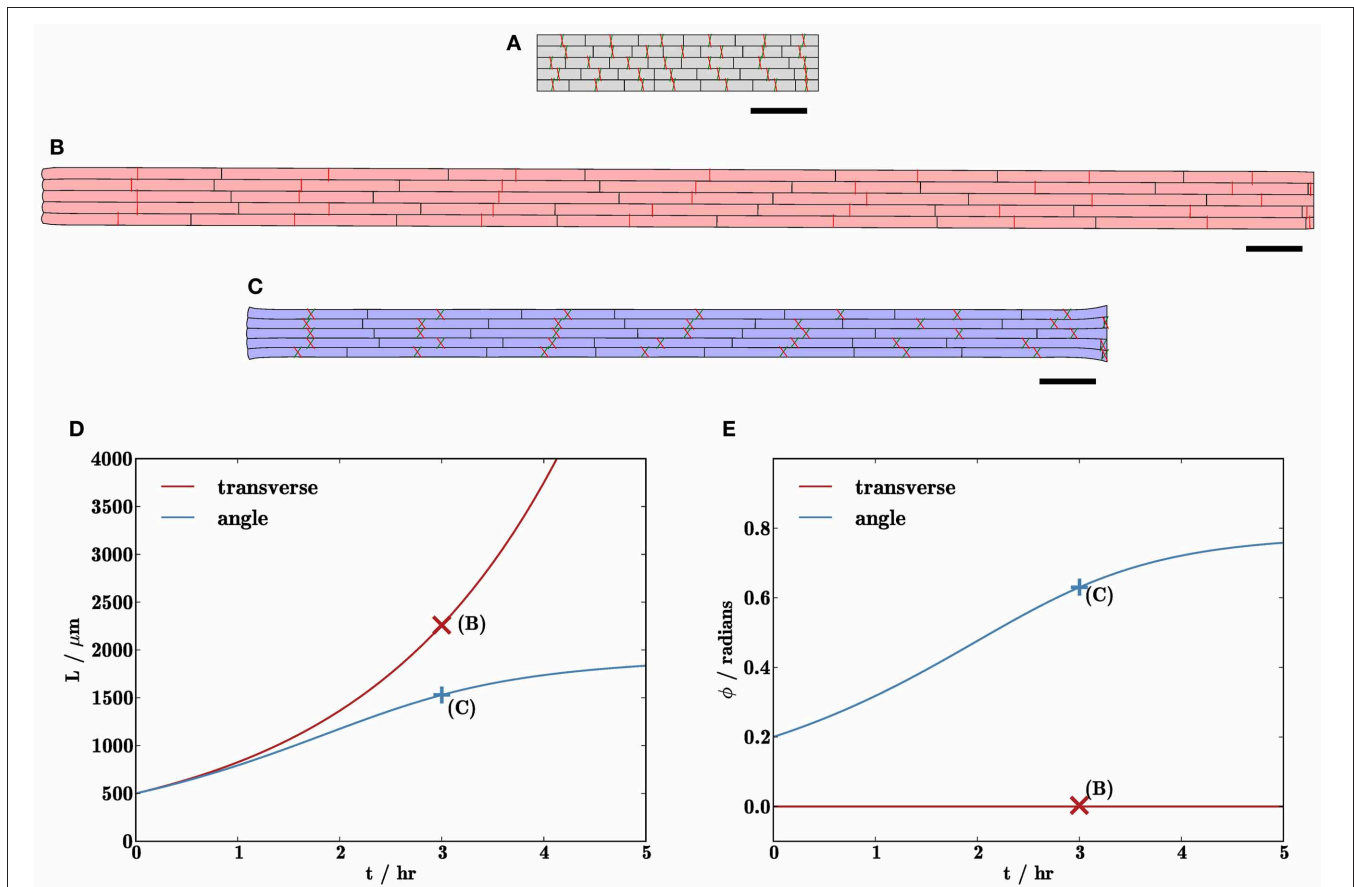 A
B
C
D
E
4000
3500
3000
2500
2000
1500
1000
500
0
L / μm
transverse
angle
(B)
(C)
0 1 2 3 4 5
t / hr
0.8
0.6
0.4
0.2
0.0
ϕ / radians
transverse
angle
(C)
(B)
0 1 2 3 4 5
t / hr